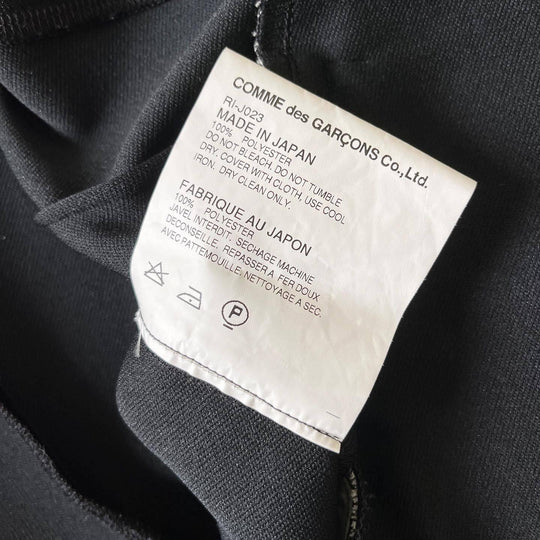 COMME des GARÇONS Co., Ltd.
RI-J023
MADE IN JAPAN
100% POLYESTER
DO NOT BLEACH. DO NOT TUMBLE
DRY. COVER WITH CLOTH, USE COOL
IRON. DRY CLEAN ONLY.
FABRIQUE AU JAPON
100% POLYESTER
JAVEL INTERDIT: SECHAGE MACHINE
DECONSEILLE. REPASSER A FER DOUX
AVEC PATTEMOUILLE, NETTOYAGE A SEC.
P